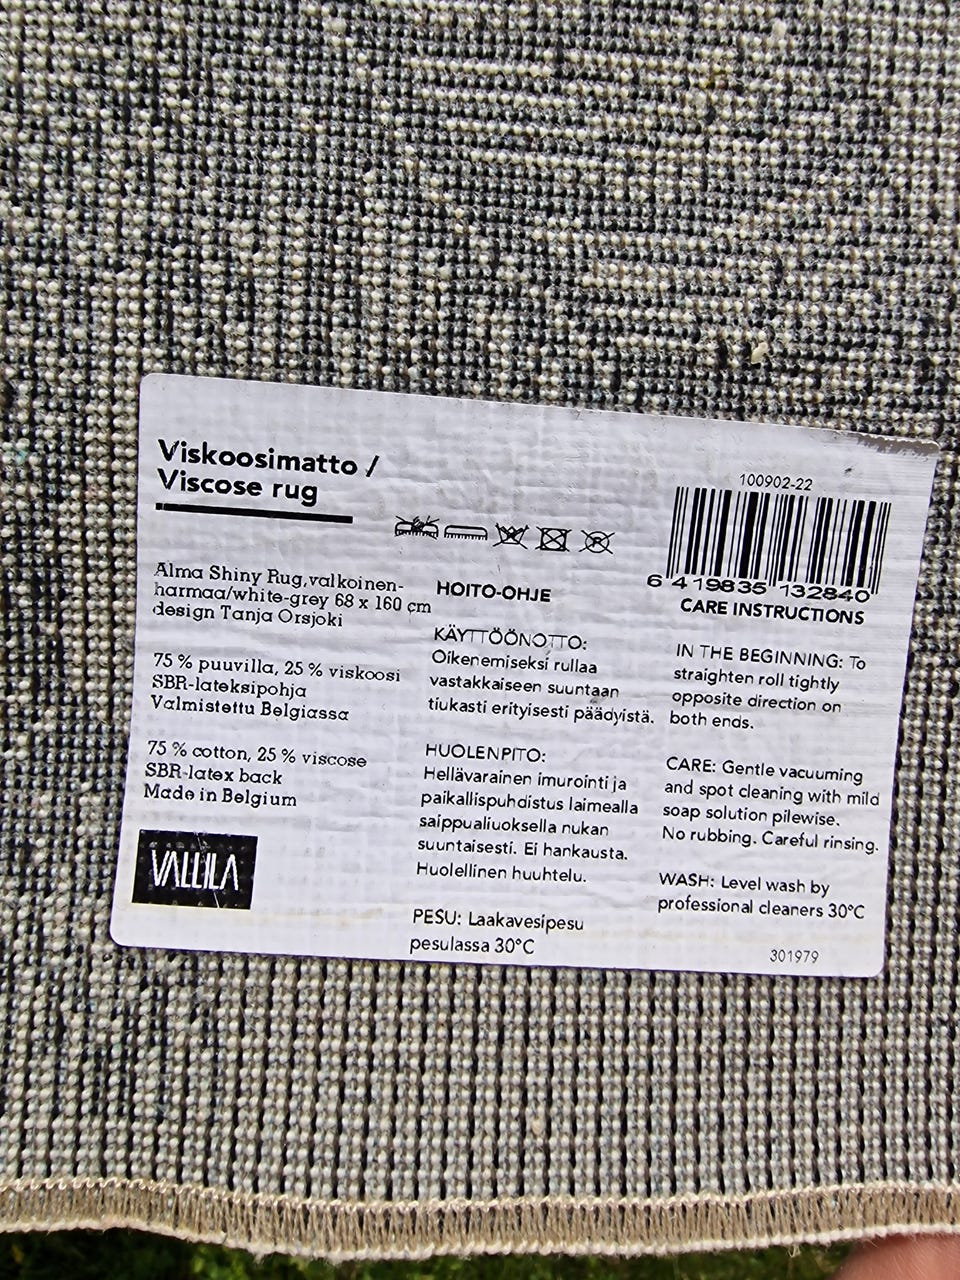 Viskoosimatto /
Viscose rug
Alma Shiny Rug, valkoinen-
harmaa/white-grey 68 x 160 cm
design Tanja Orsjoki
75 % puuvilla, 25 % viskoosi
SBR-lateksipohja
Valmistettu Belgiassa
75 % cotton, 25 % viscose
SBR-latex back
Made in Belgium
VALLILA
HOITO-OHJE
KÄYTTÖÖNOTTO:
Oikenemiseksi rullaa
vastakkaiseen suuntaan
tiukasti erityisesti päädyistä.
HUOLENPITO:
Hellävarainen imurointi ja
paikallispuhdistus laimealla
saippualiuoksella nukan
suuntaisesti. Ei hankausta.
Huolellinen huuhtelu.
PESU: Laakavesipesu
pesulassa 30°C
100902-22
6 419835 132840
CARE INSTRUCTIONS
IN THE BEGINNING: To
straighten roll tightly
opposite direction on
both ends.
CARE: Gentle vacuuming
and spot cleaning with mild
soap solution pilewise.
No rubbing. Careful rinsing.
WASH: Level wash by
professional cleaners 30°C
301979